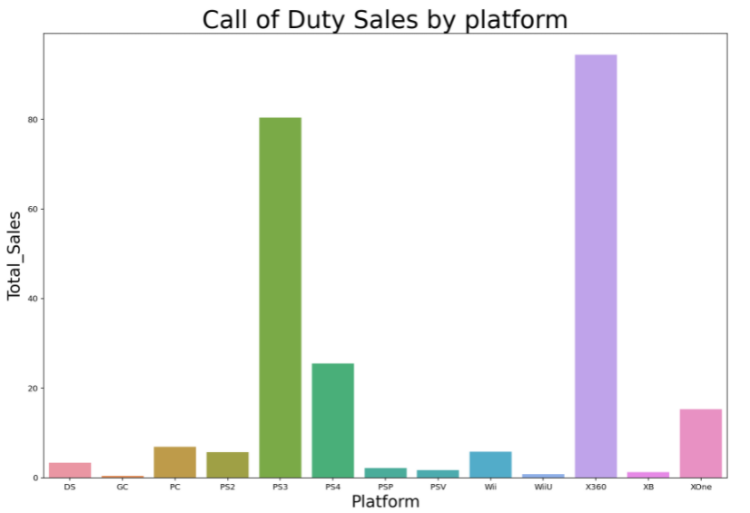 Call of Duty Sales by platform
Total_Sales
80
60
40
20
0
DS GC PC PS2 PS3 PS4 PSP PSV Wii WiiU X360 XB XOne
Platform